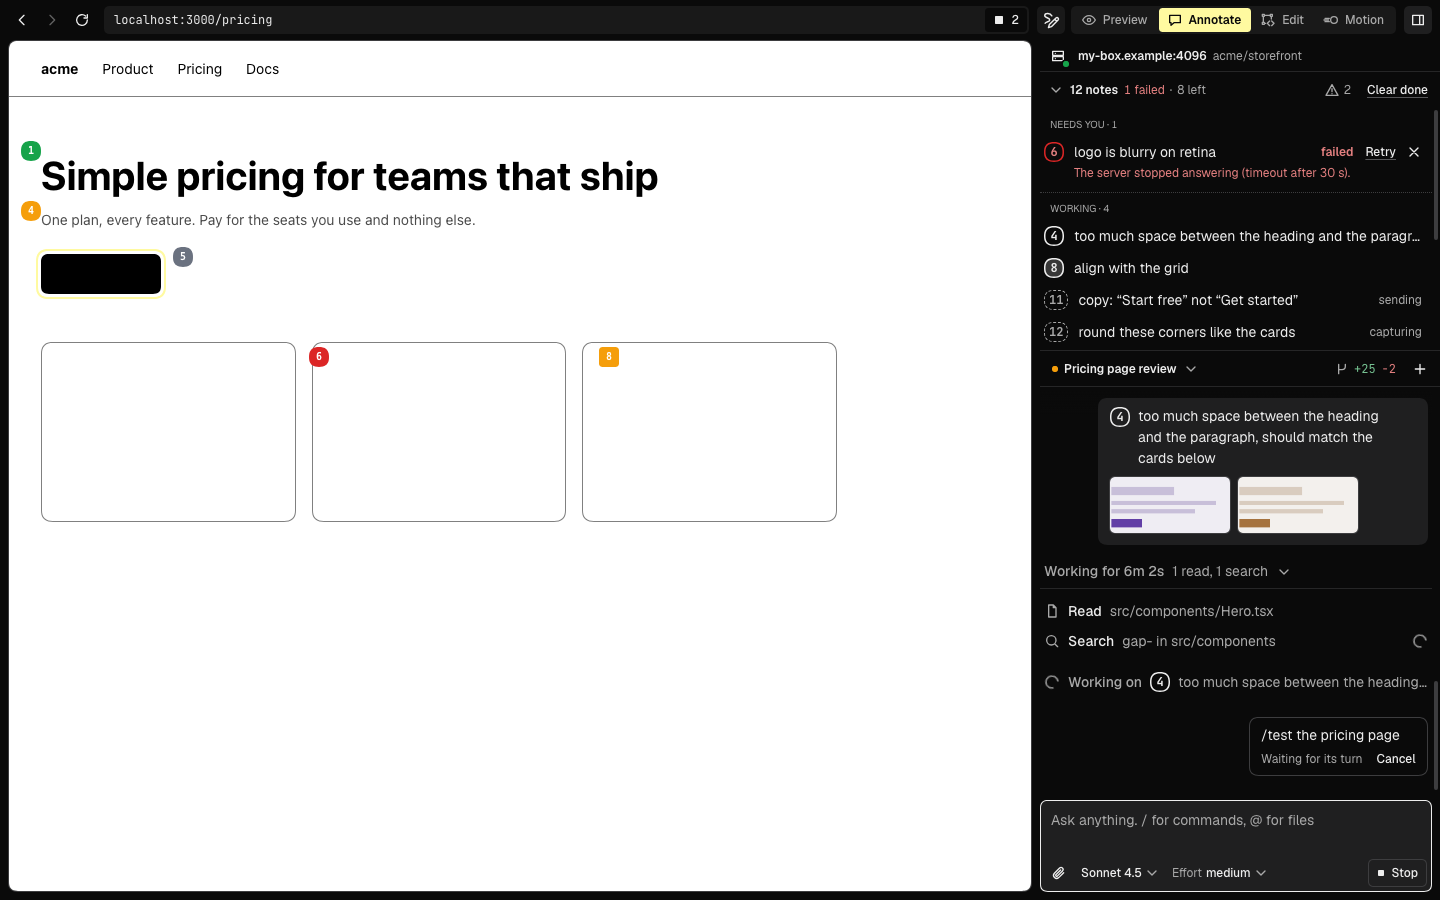 localhost:3000/pricing
2
Preview
Annotate
Edit
Motion
acme Product Pricing Docs
1
Simple pricing for teams that ship
4
One plan, every feature. Pay for the seats you use and nothing else.
5
6
8
my-box.example:4096 acme/storefront
12 notes 1 failed · 8 left 2 Clear done
NEEDS YOU · 1
6 logo is blurry on retina failed Retry
The server stopped answering (timeout after 30 s).
WORKING · 4
4 too much space between the heading and the paragr...
8 align with the grid
11 copy: “Start free” not “Get started” sending
12 round these corners like the cards capturing
Pricing page review +25 -2
4 too much space between the heading
and the paragraph, should match the
cards below
Working for 6m 2s 1 read, 1 search
Read src/components/Hero.tsx
Search gap- in src/components
Working on 4 too much space between the heading...
/test the pricing page
Waiting for its turn Cancel
Ask anything. / for commands, @ for files
Sonnet 4.5 Effort medium Stop